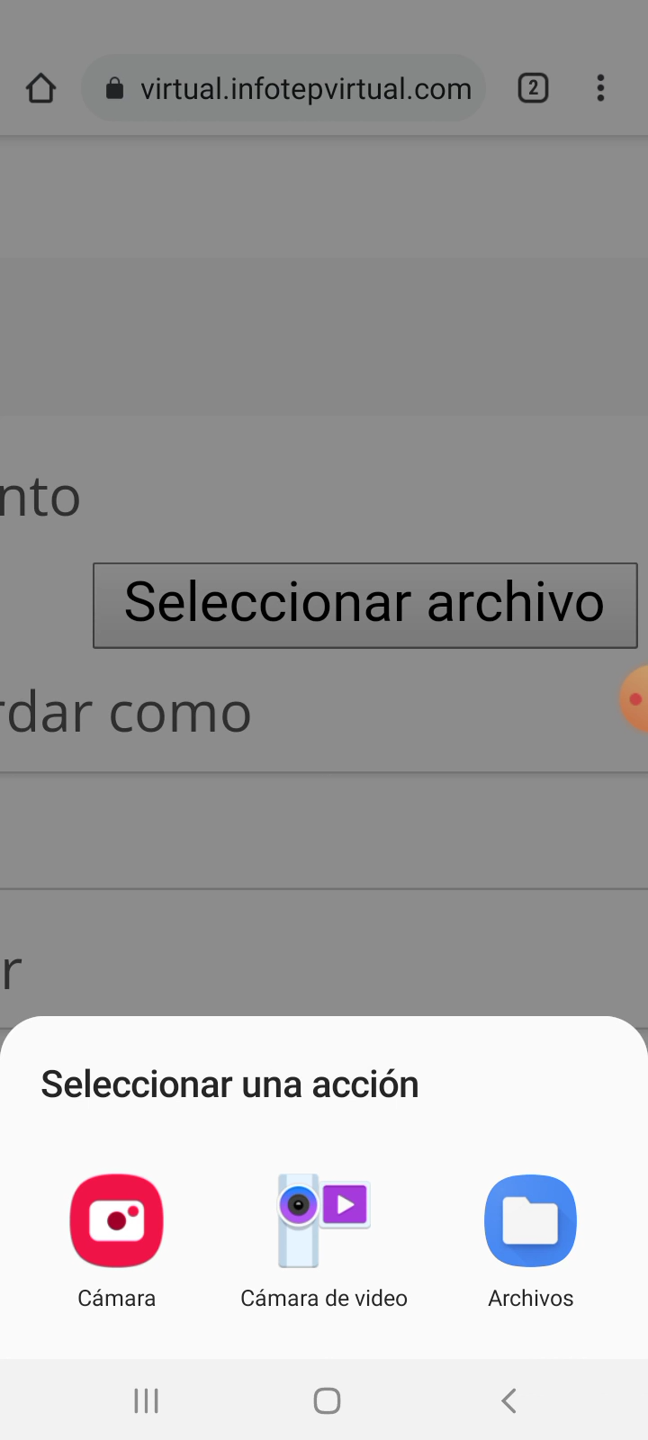 virtual.infotepvirtual.com
2
nto
Seleccionar archivo
rdar como
r
Seleccionar una acción
Cámara
Cámara de video
Archivos